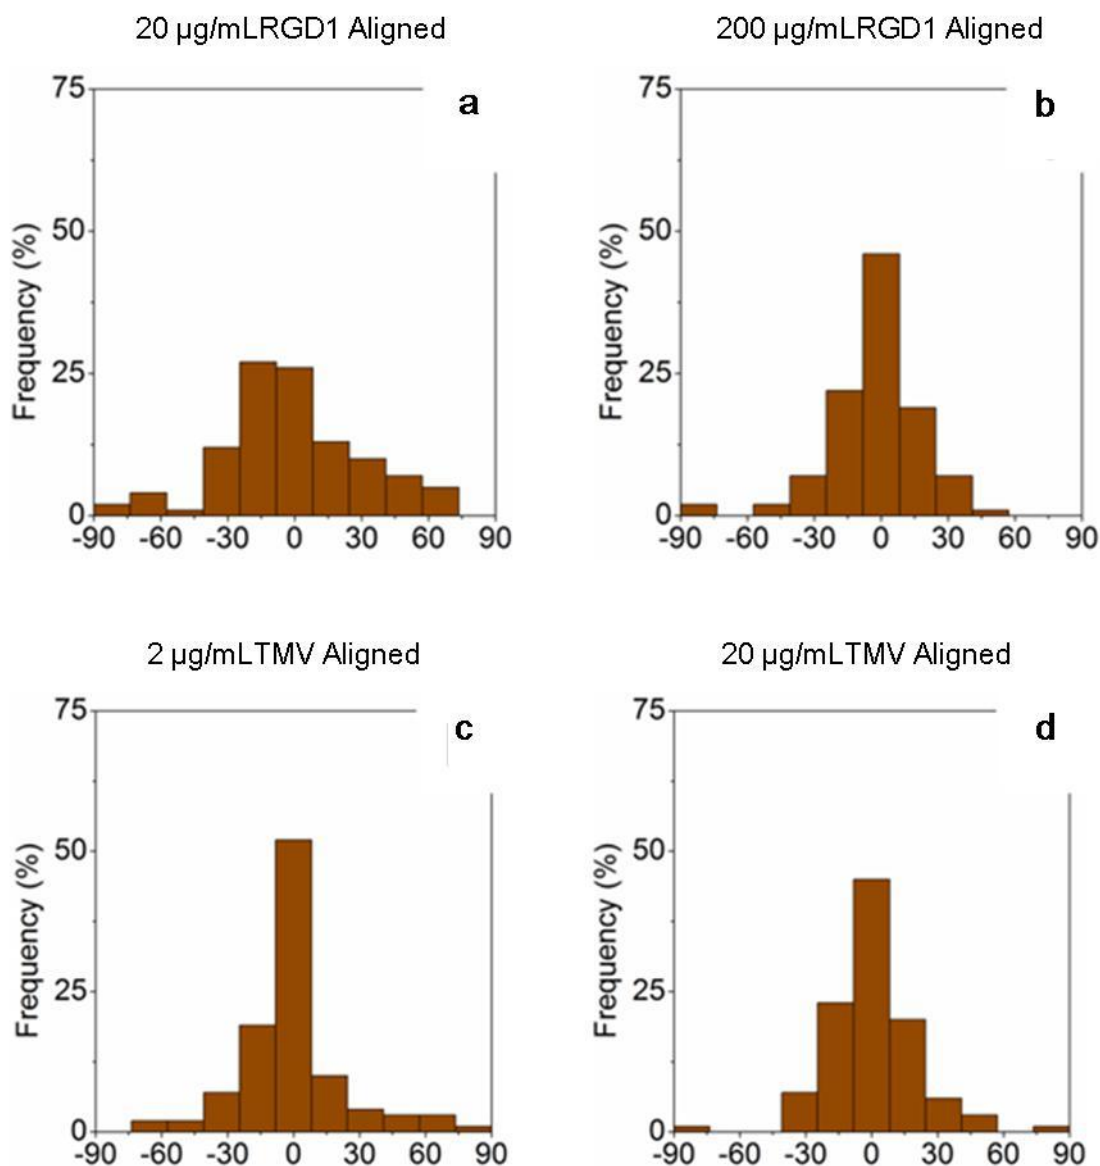 20 µg/mLRGD1 Aligned
200 µg/mLRGD1 Aligned
75
a
50
25
0
Frequency (%)
-90 -60 -30 0 30 60 90
75
b
50
25
0
Frequency (%)
-90 -60 -30 0 30 60 90
2 µg/mLTMV Aligned
20 µg/mLTMV Aligned
75
c
50
25
0
Frequency (%)
-90 -60 -30 0 30 60 90
75
d
50
25
0
Frequency (%)
-90 -60 -30 0 30 60 90